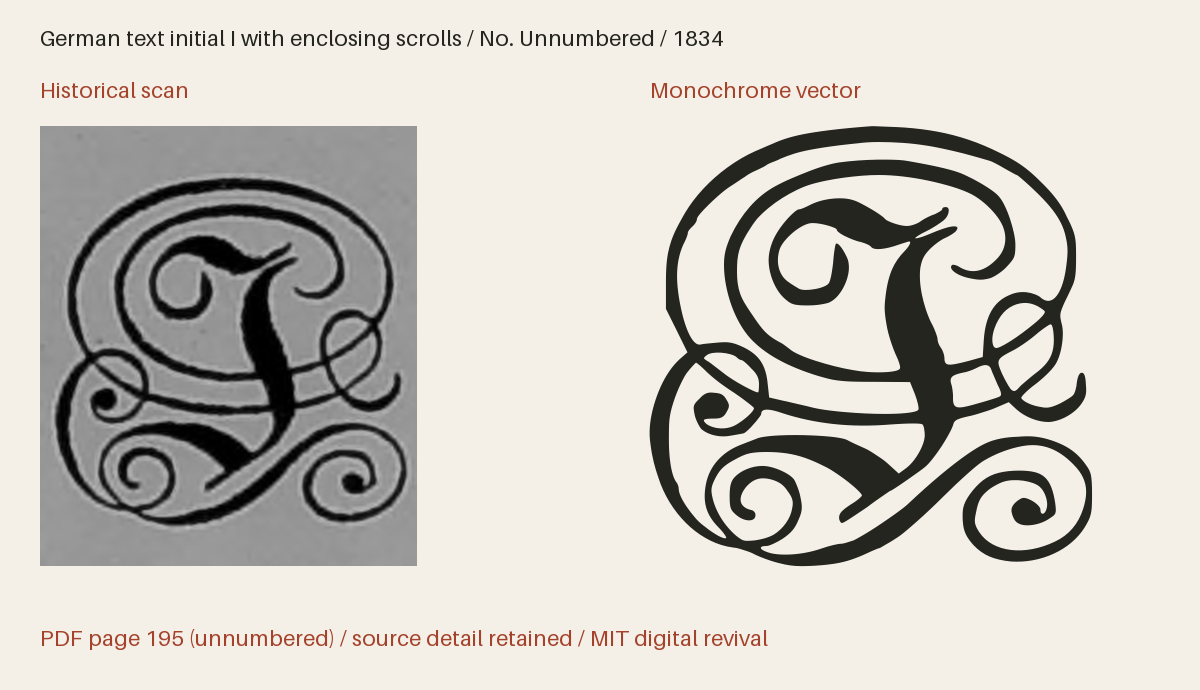 German text initial I with enclosing scrolls / No. Unnumbered / 1834
Historical scan
Monochrome vector
I
I
PDF page 195 (unnumbered) / source detail retained / MIT digital revival